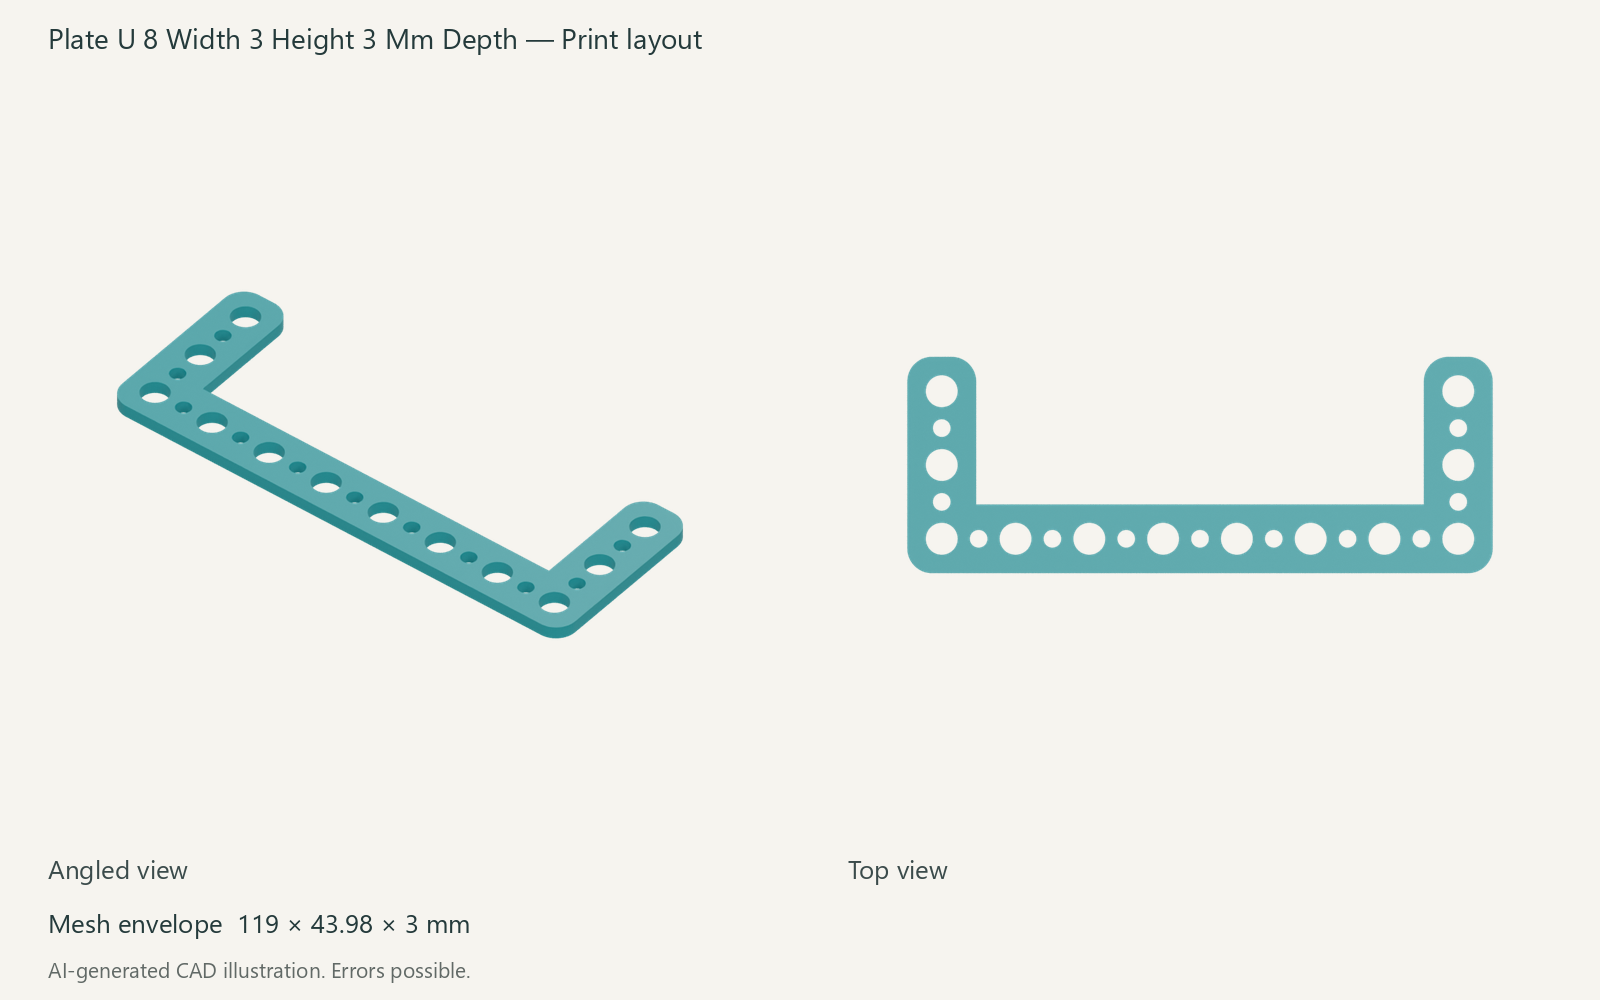 Plate U 8 Width 3 Height 3 Mm Depth — Print layout
Angled view
Top view
Mesh envelope 119 × 43.98 × 3 mm
AI-generated CAD illustration. Errors possible.